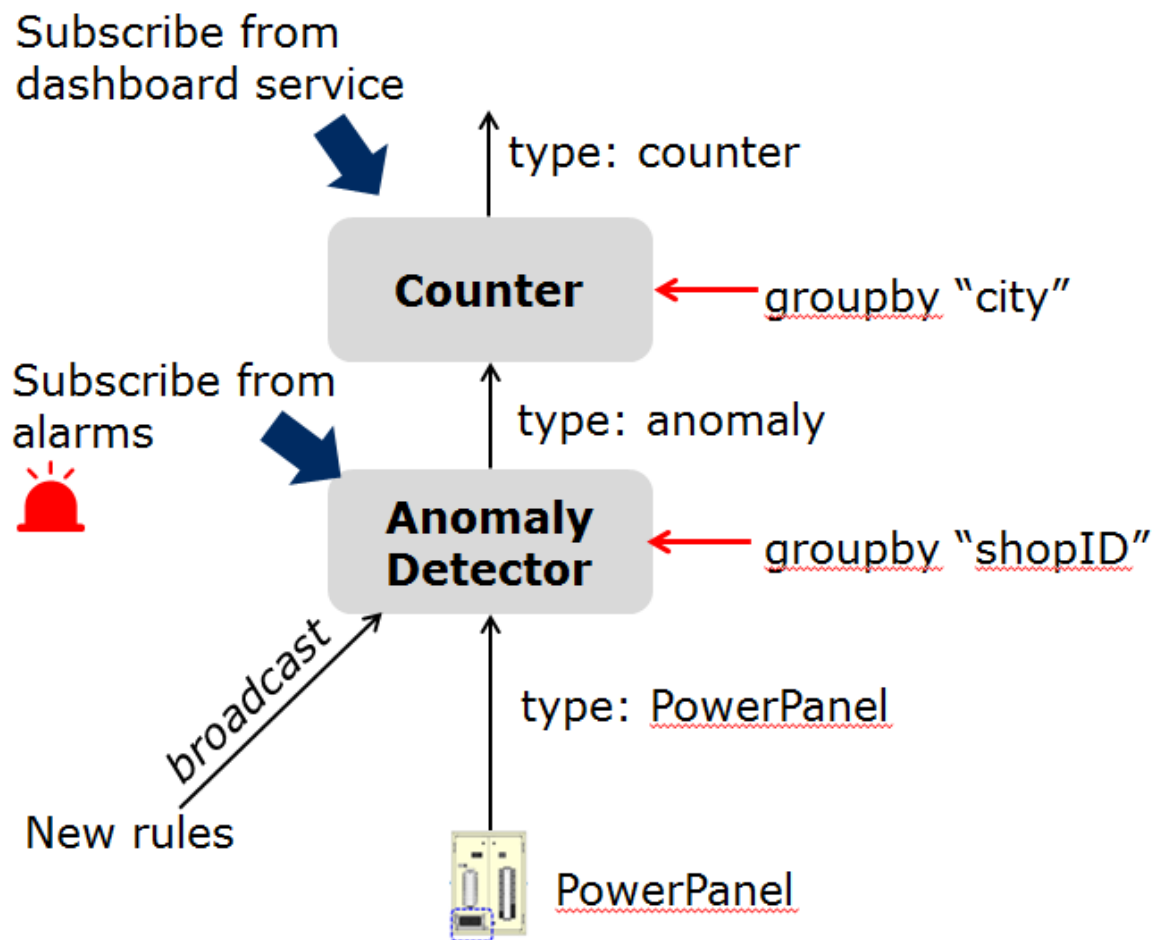 Subscribe from
dashboard service
type: counter
Counter
groupby “city”
Subscribe from
alarms
type: anomaly
Anomaly
Detector
groupby “shopID”
broadcast
type: PowerPanel
New rules
PowerPanel